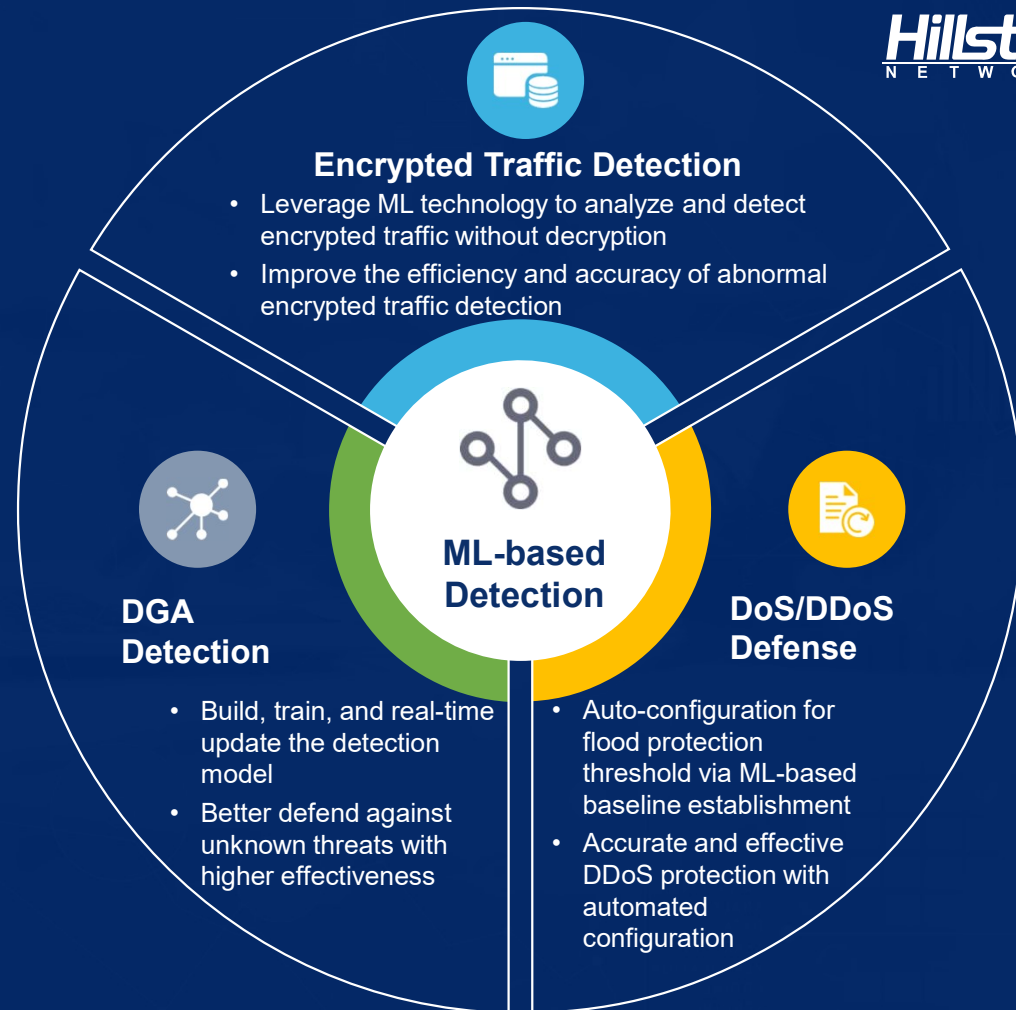 Hillst
N E T W O
Encrypted Traffic Detection
• Leverage ML technology to analyze and detect
encrypted traffic without decryption
• Improve the efficiency and accuracy of abnormal
encrypted traffic detection
ML-based
Detection
DGA
Detection
• Build, train, and real-time
update the detection
model
• Better defend against
unknown threats with
higher effectiveness
DoS/DDoS
Defense
• Auto-configuration for
flood protection
threshold via ML-based
baseline establishment
• Accurate and effective
DDoS protection with
automated
configuration